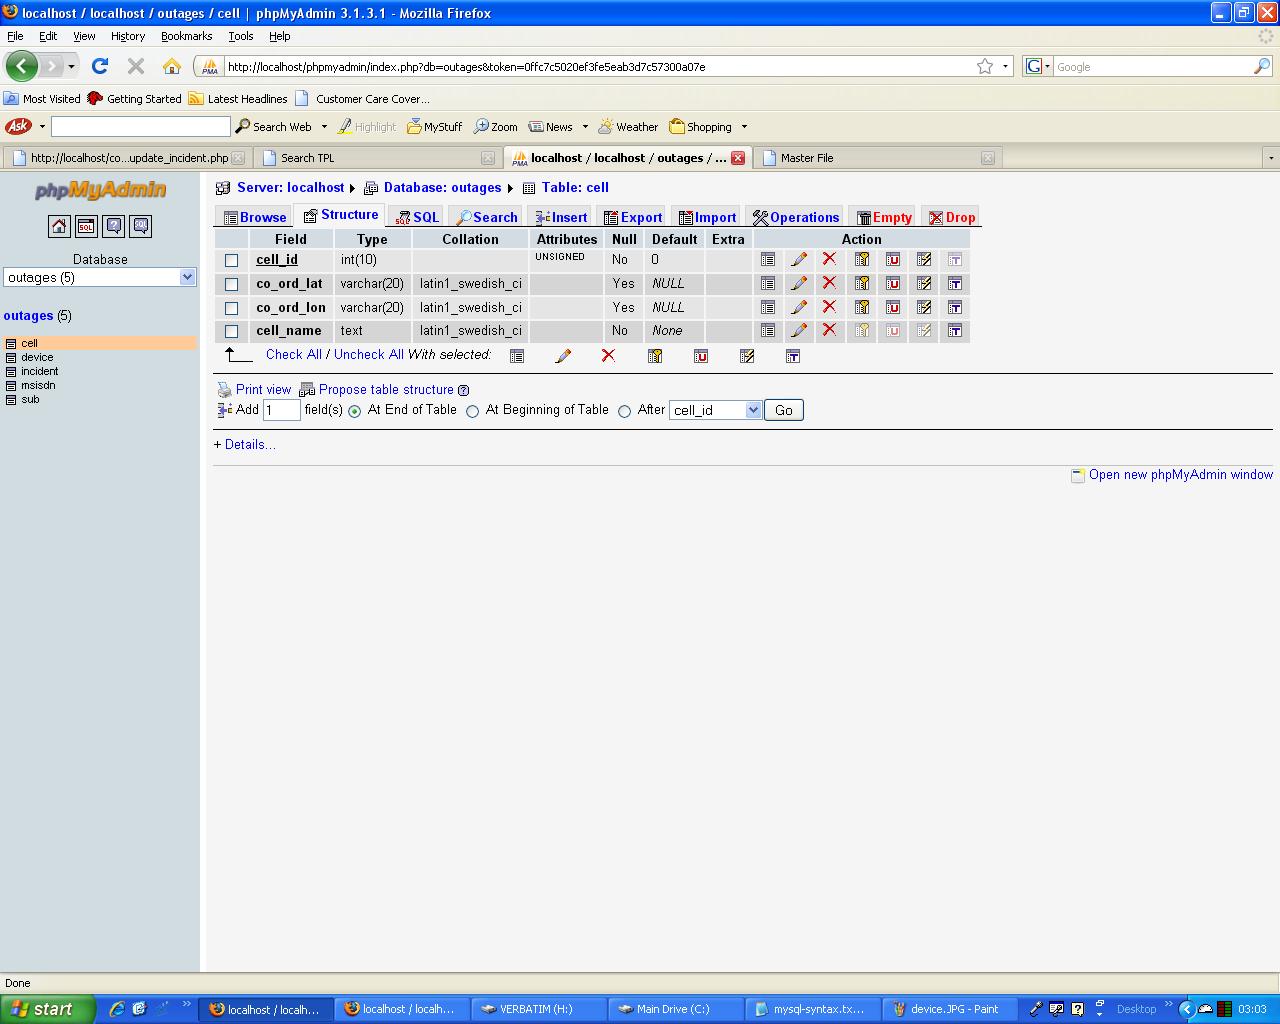 localhost / localhost / outages / cell | phpMyAdmin 3.1.3.1 - Mozilla Firefox
File Edit View History Bookmarks Tools Help
PMA http://localhost/phpmyadmin/index.php?db=outages&token=0ffc7c5020ef3fe5eab3d7c57300a07e G Google
Most Visited Getting Started Latest Headlines Customer Care Cover...
Ask Search Web Highlight MyStuff Zoom News Weather Shopping
http://localhost/co...update_incident.php Search TPL PMA localhost / localhost / outages / ... Master File
phpMyAdmin
Server: localhost Database: outages Table: cell
Browse Structure SQL Search Insert Export Import Operations Empty Drop
SQL
Database
outages (5)
outages (5)
cell
device
incident
msisdn
sub
Field Type Collation Attributes Null Default Extra Action
cell_id int(10) UNSIGNED No 0
co_ord_lat varchar(20) latin1_swedish_ci Yes NULL
co_ord_lon varchar(20) latin1_swedish_ci Yes NULL
cell_name text latin1_swedish_ci No None
Check All / Uncheck All With selected:
Print view Propose table structure
Add 1 field(s) At End of Table At Beginning of Table After cell_id Go
+ Details...
Open new phpMyAdmin window
Done
start localhost / localh... localhost / localh... VERBATIM (H:) Main Drive (C:) mysql-syntax.tx... device.JPG - Paint Desktop 03:03